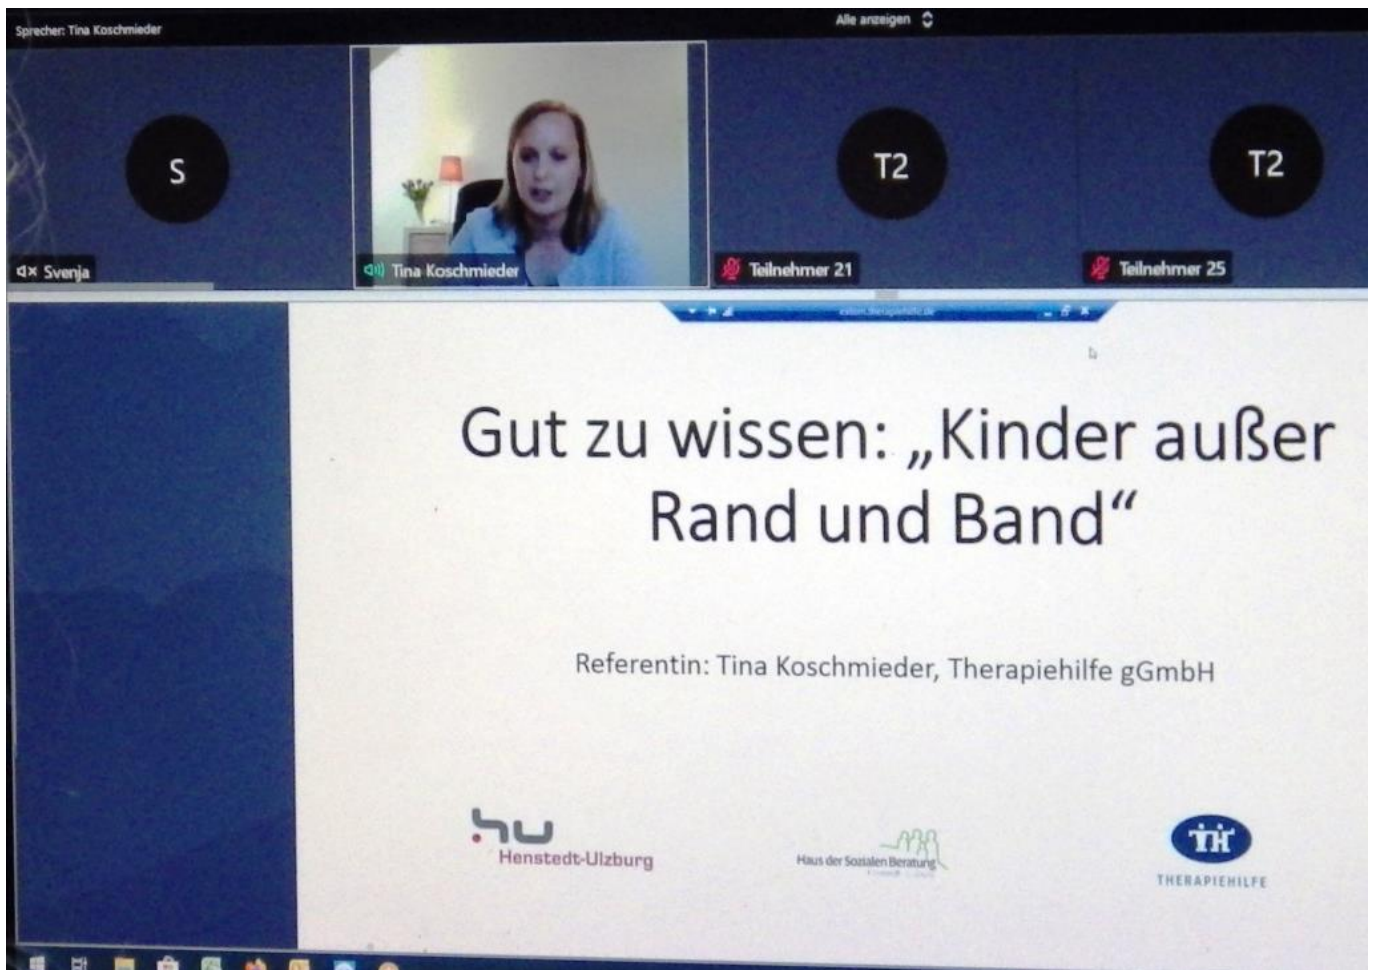 Sprecher: Tina Koschmieder
Alle anzeigen
S
T2
T2
Svenja
Tina Koschmieder
Teilnehmer 21
Teilnehmer 25
Gut zu wissen: „Kinder außer
Rand und Band“
Referentin: Tina Koschmieder, Therapiehilfe gGmbH
hu
Henstedt-Ulzburg
Haus der Sozialen Beratung
TH
THERAPIEHILFE